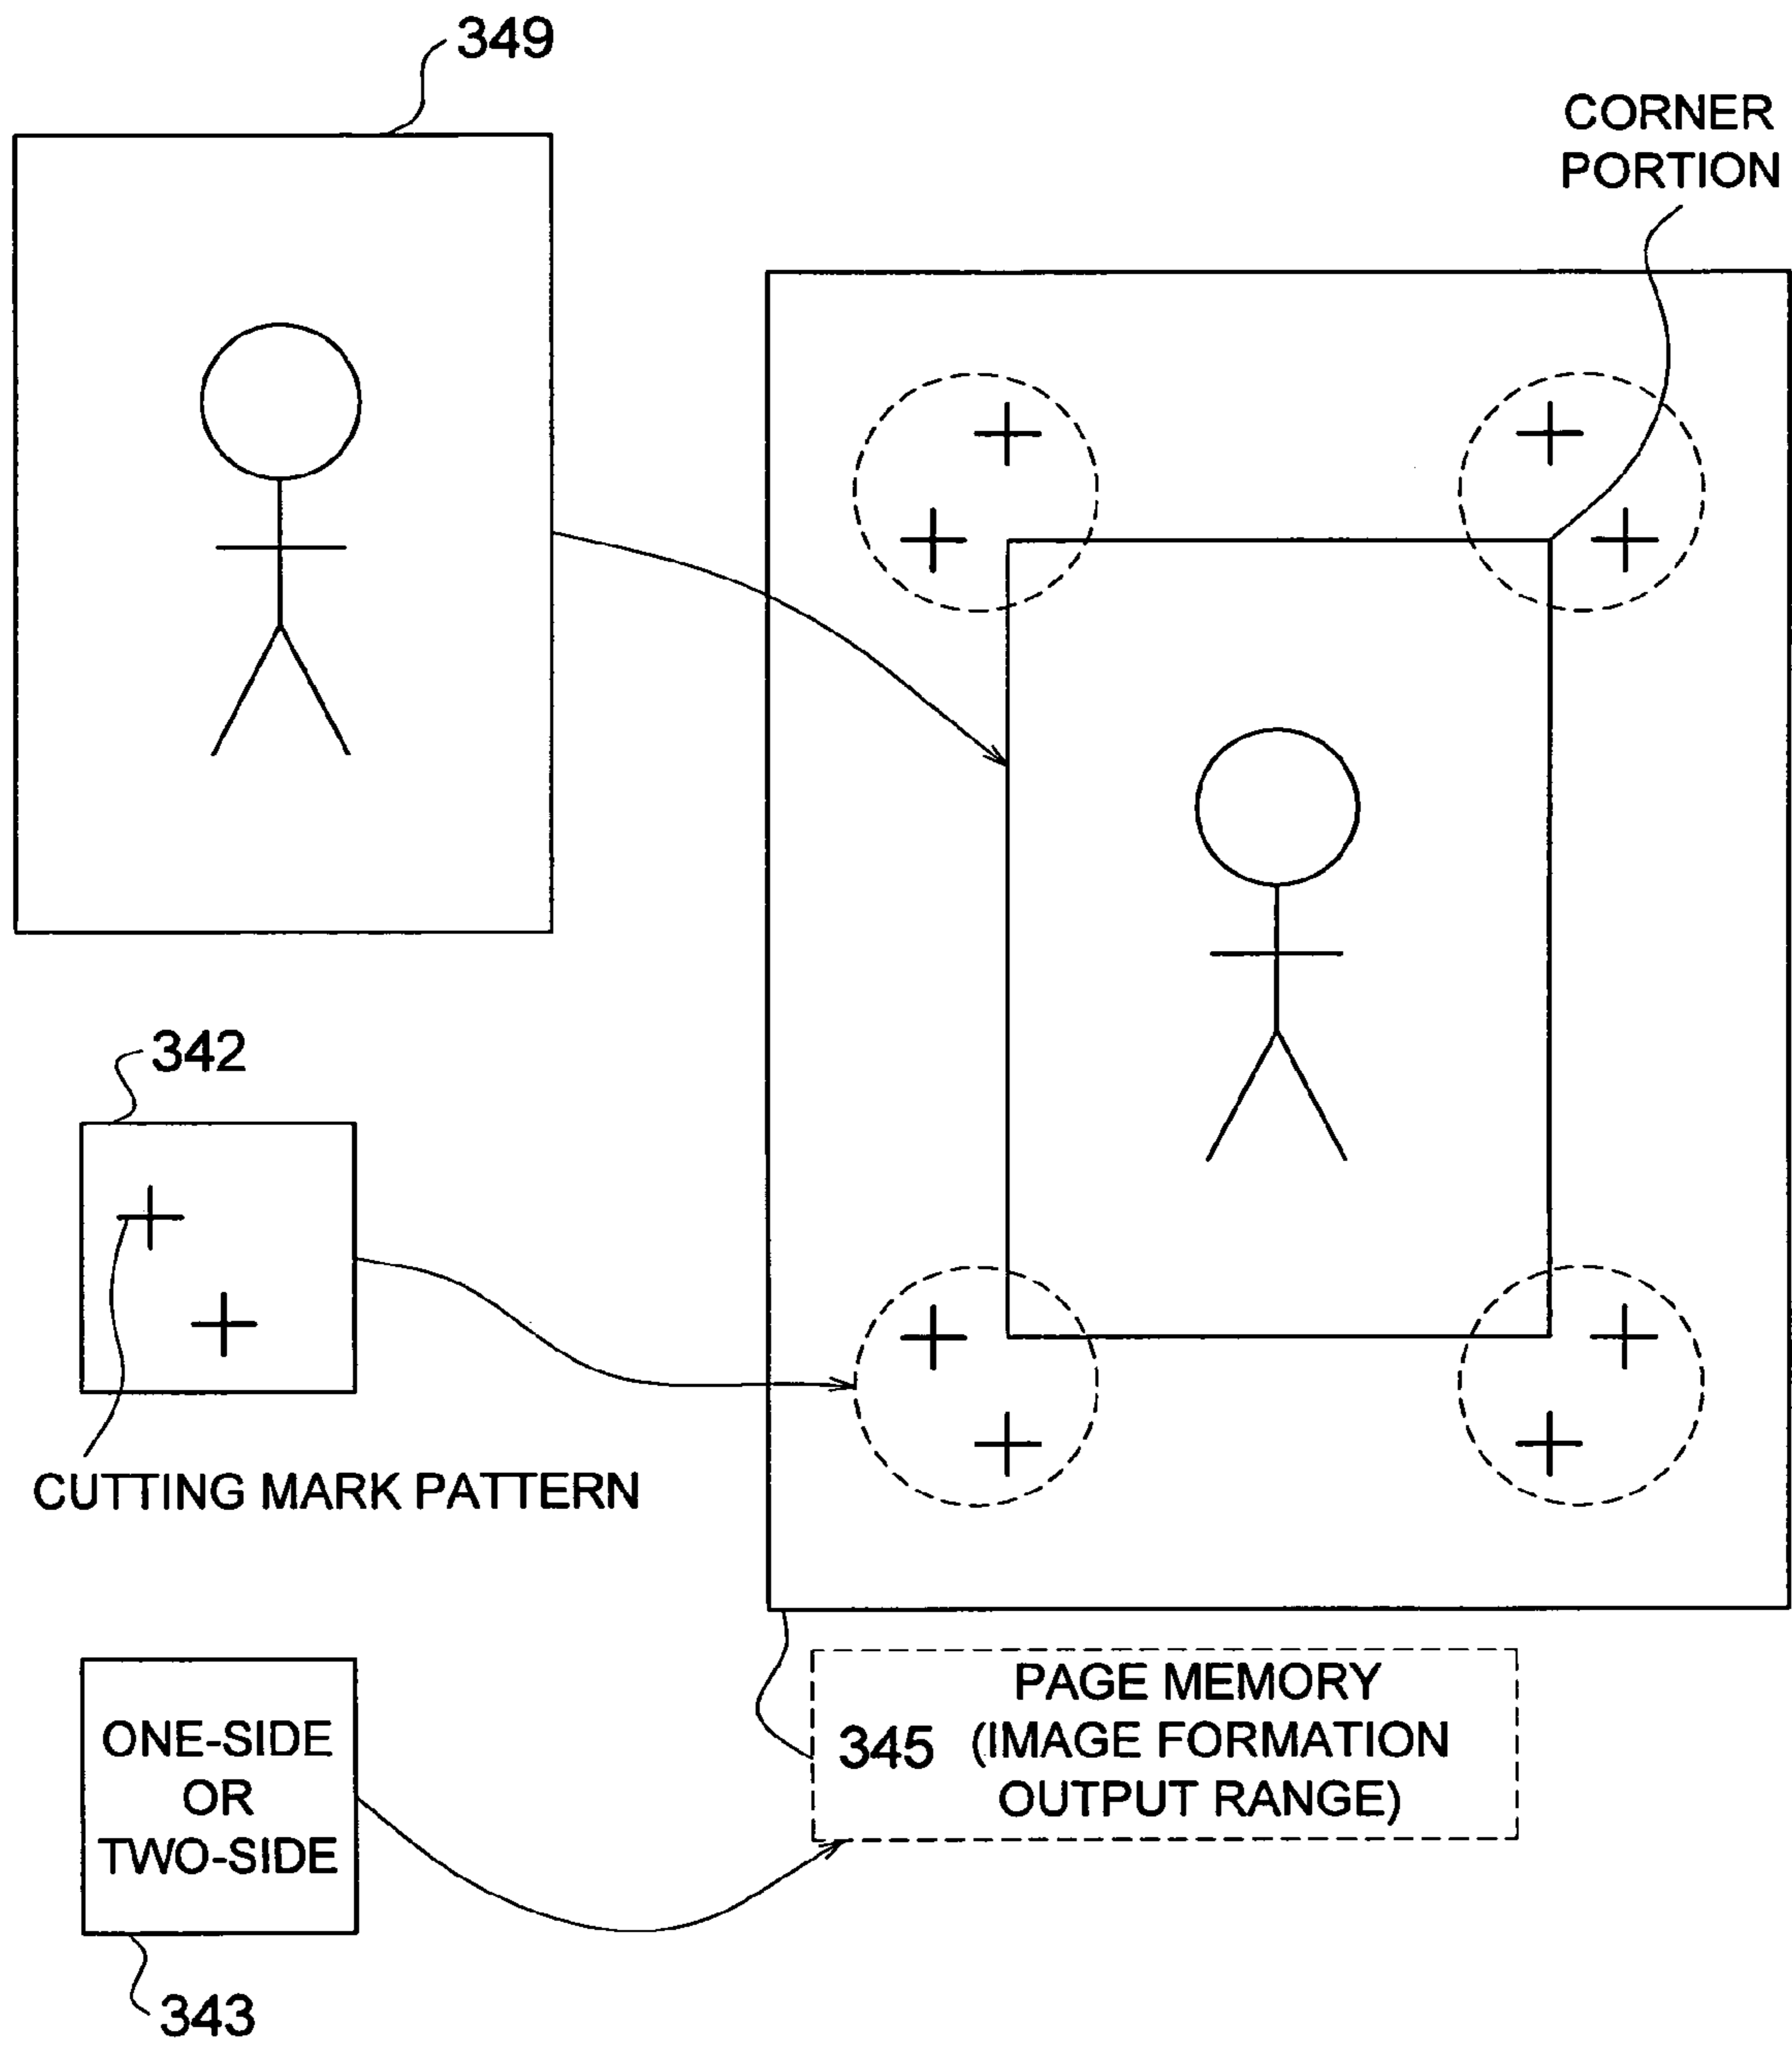 349
CORNER
PORTION
342
CUTTING MARK PATTERN
PAGE MEMORY
345 (IMAGE FORMATION
OUTPUT RANGE)
ONE-SIDE
OR
TWO-SIDE
343